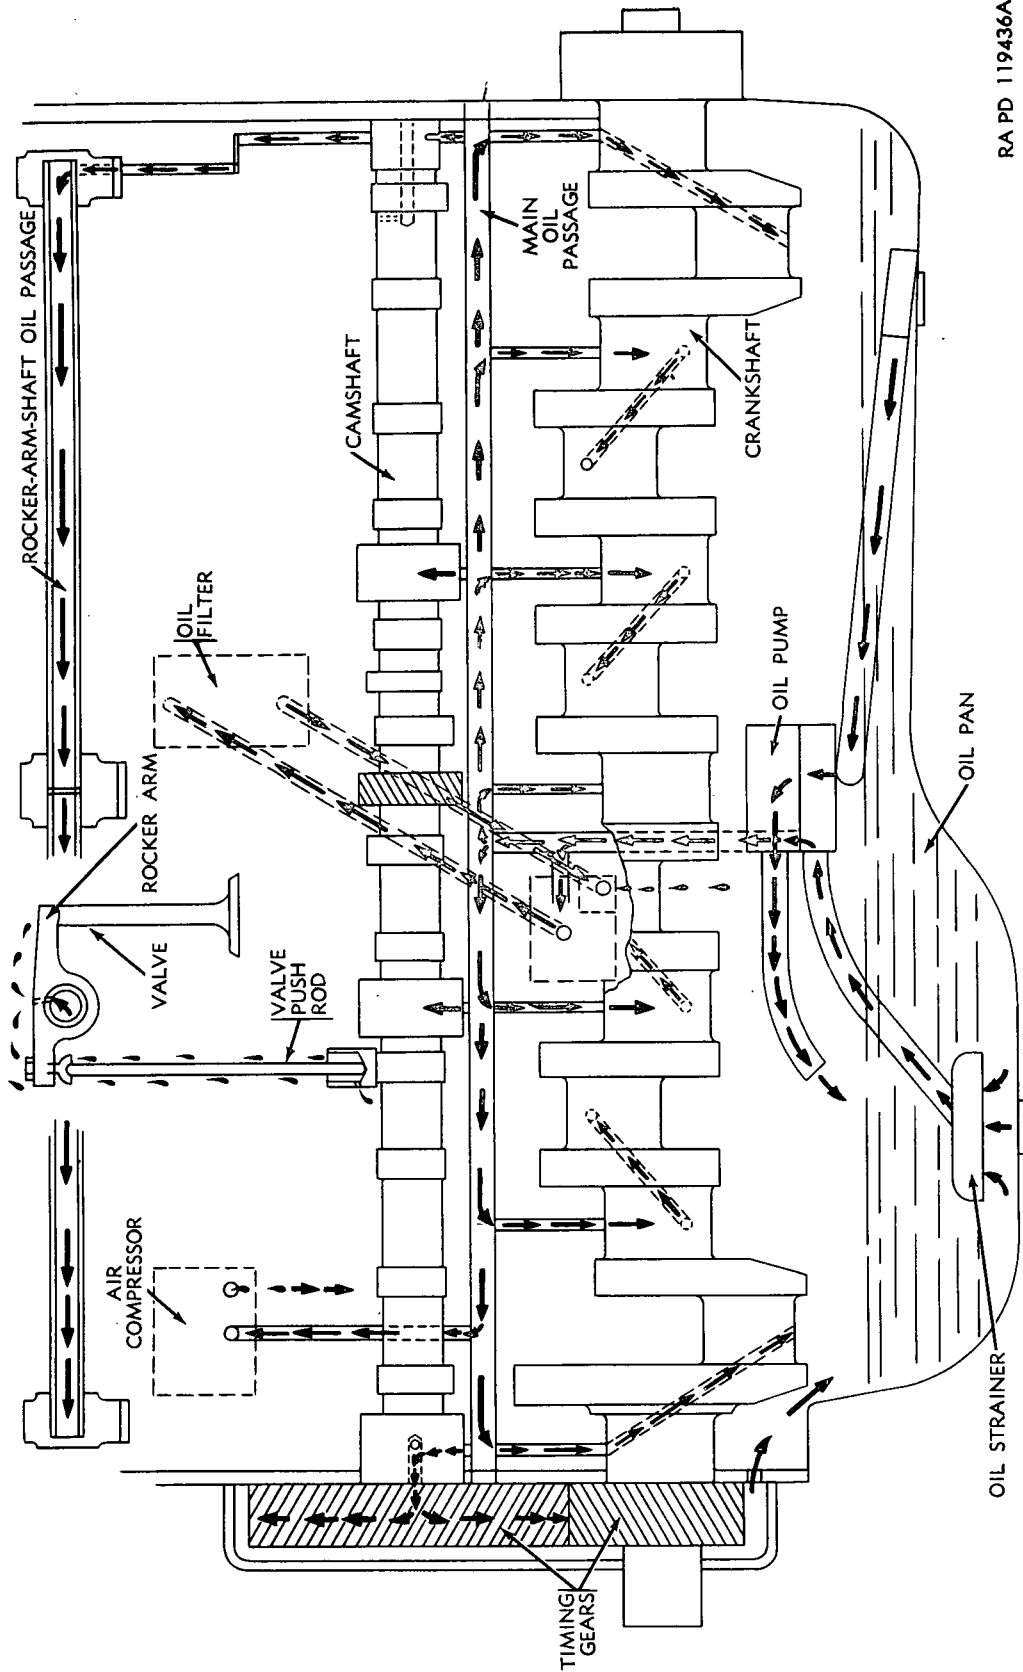 ROCKER-ARM-SHAFT OIL PASSAGE
ROCKER ARM
VALVE
VALVE
PUSH
ROD
OIL
FILTER
AIR
COMPRESSOR
CAMSHAFT
MAIN
OIL
PASSAGE
CRANKSHAFT
TIMING
GEARS
OIL PUMP
OIL PAN
OIL STRAINER
RA PD 119436A